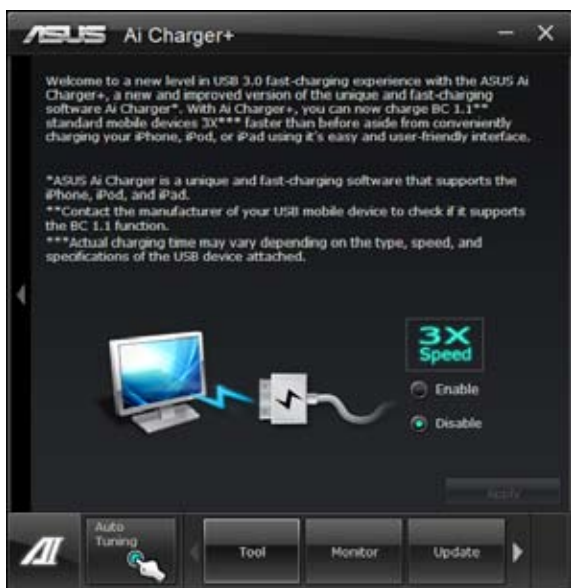 ASUS Ai Charger+
Welcome to a new level in USB 3.0 fast-charging experience with the ASUS Ai
Charger+, a new and improved version of the unique and fast-charging
software Ai Charger*. With Ai Charger+, you can now charge BC 1.1**
standard mobile devices 3X*** faster than before aside from conveniently
charging your iPhone, iPod, or iPad using it's easy and user-friendly interface.
*ASUS Ai Charger is a unique and fast-charging software that supports the
iPhone, iPod, and iPad.
**Contact the manufacturer of your USB mobile device to check if it supports
the BC 1.1 function.
***Actual charging time may vary depending on the type, speed, and
specifications of the USB device attached.
3X
Speed
Enable
Disable
Apply
AI
Auto
Tuning
Tool
Monitor
Update